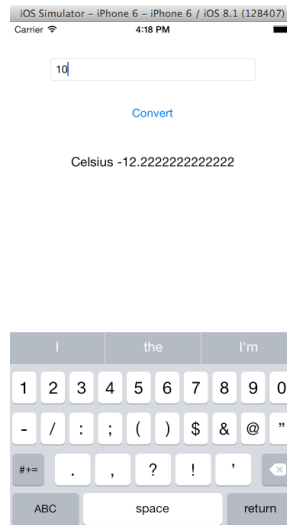 iOS Simulator - iPhone 6 - iPhone 6 / iOS 8.1 (12B407)
Carrier 4:18 PM
10
Convert
Celsius -12.2222222222222
I the I'm
1 2 3 4 5 6 7 8 9 0
- / : ; ( ) $ & @ "
#+= . , ? ! '
ABC space return